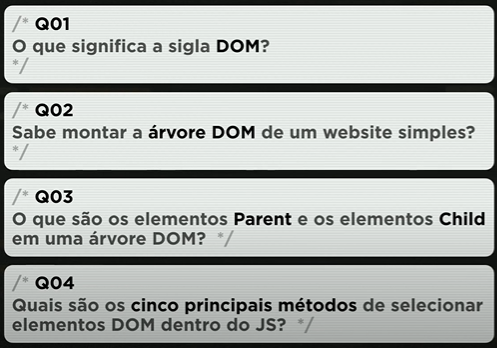 /* Q01
O que significa a sigla DOM?
*/
/* Q02
Sabe montar a árvore DOM de um website simples?
*/
/* Q03
O que são os elementos Parent e os elementos Child
em uma árvore DOM? */
/* Q04
Quais são os cinco principais métodos de selecionar
elementos DOM dentro do JS? */